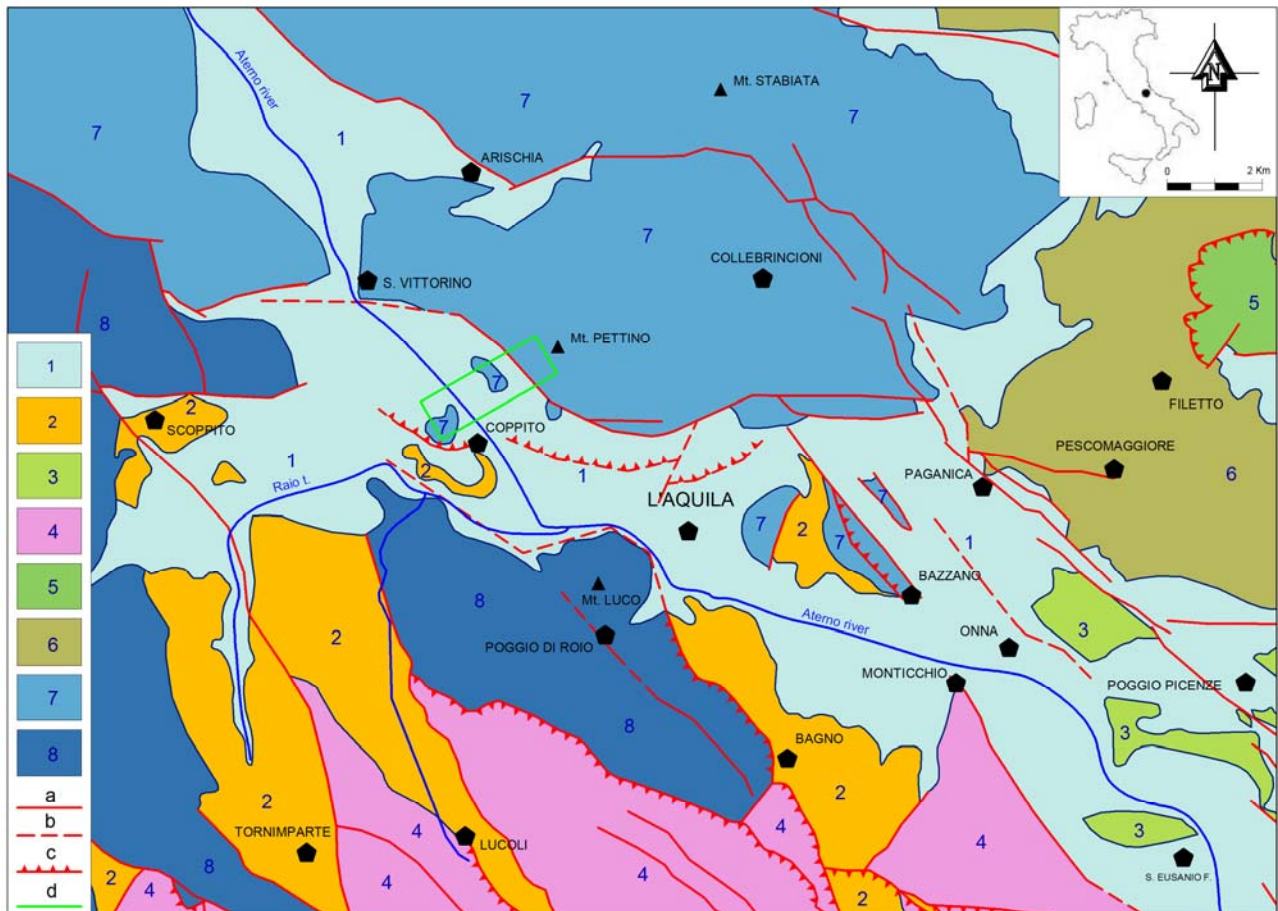 Aterno river
Mt. STABIATA
N
0 2 Km
7
7
7
1
ARISCHIA
7
COLLEBRINCIONI
S. VITTORINO
5
8
Mt. PETTINO
7
FILETTO
1
2
SCOPPITO
7
COPPITO
2
PESCOMAGGIORE
6
2
1
1
PAGANICA
Raio t.
L'AQUILA
7
7
2
7
1
3
BAZZANO
4
8
Mt. LUCO
Aterno river
ONNA
3
2
POGGIO DI ROIO
5
MONTICCHIO
POGGIO PICENZE
6
8
3
7
BAGNO
8
2
2
a
4
4
3
b
TORNIMPARTE
LUCOLI
4
4
S. EUSANIO F.
c
8
2
4
2
d